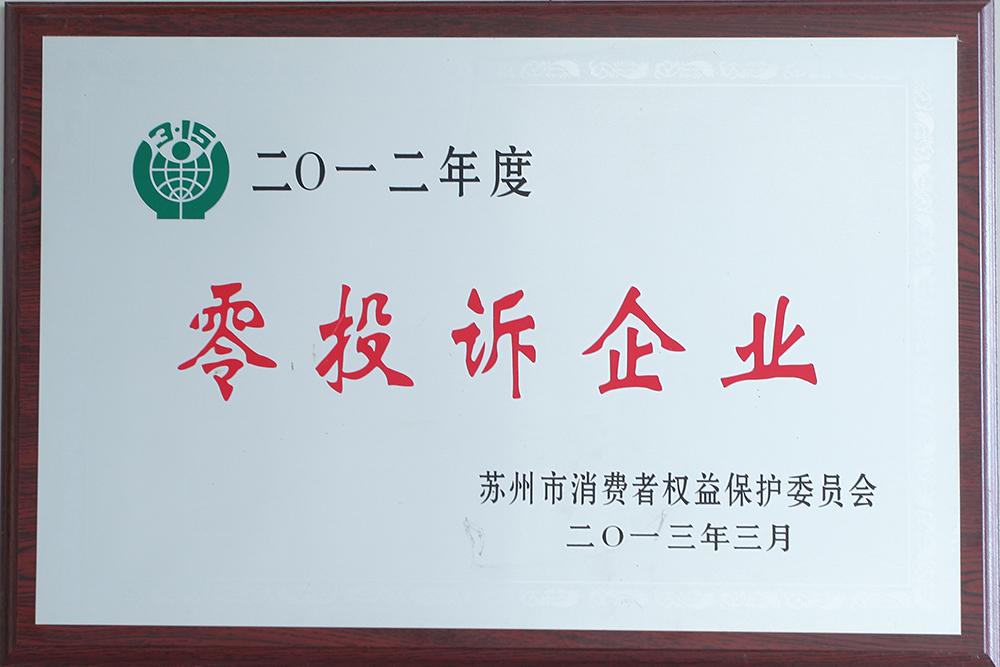 3·15
二〇一二年度
零投诉企业
苏州市消费者权益保护委员会
二〇一三年三月